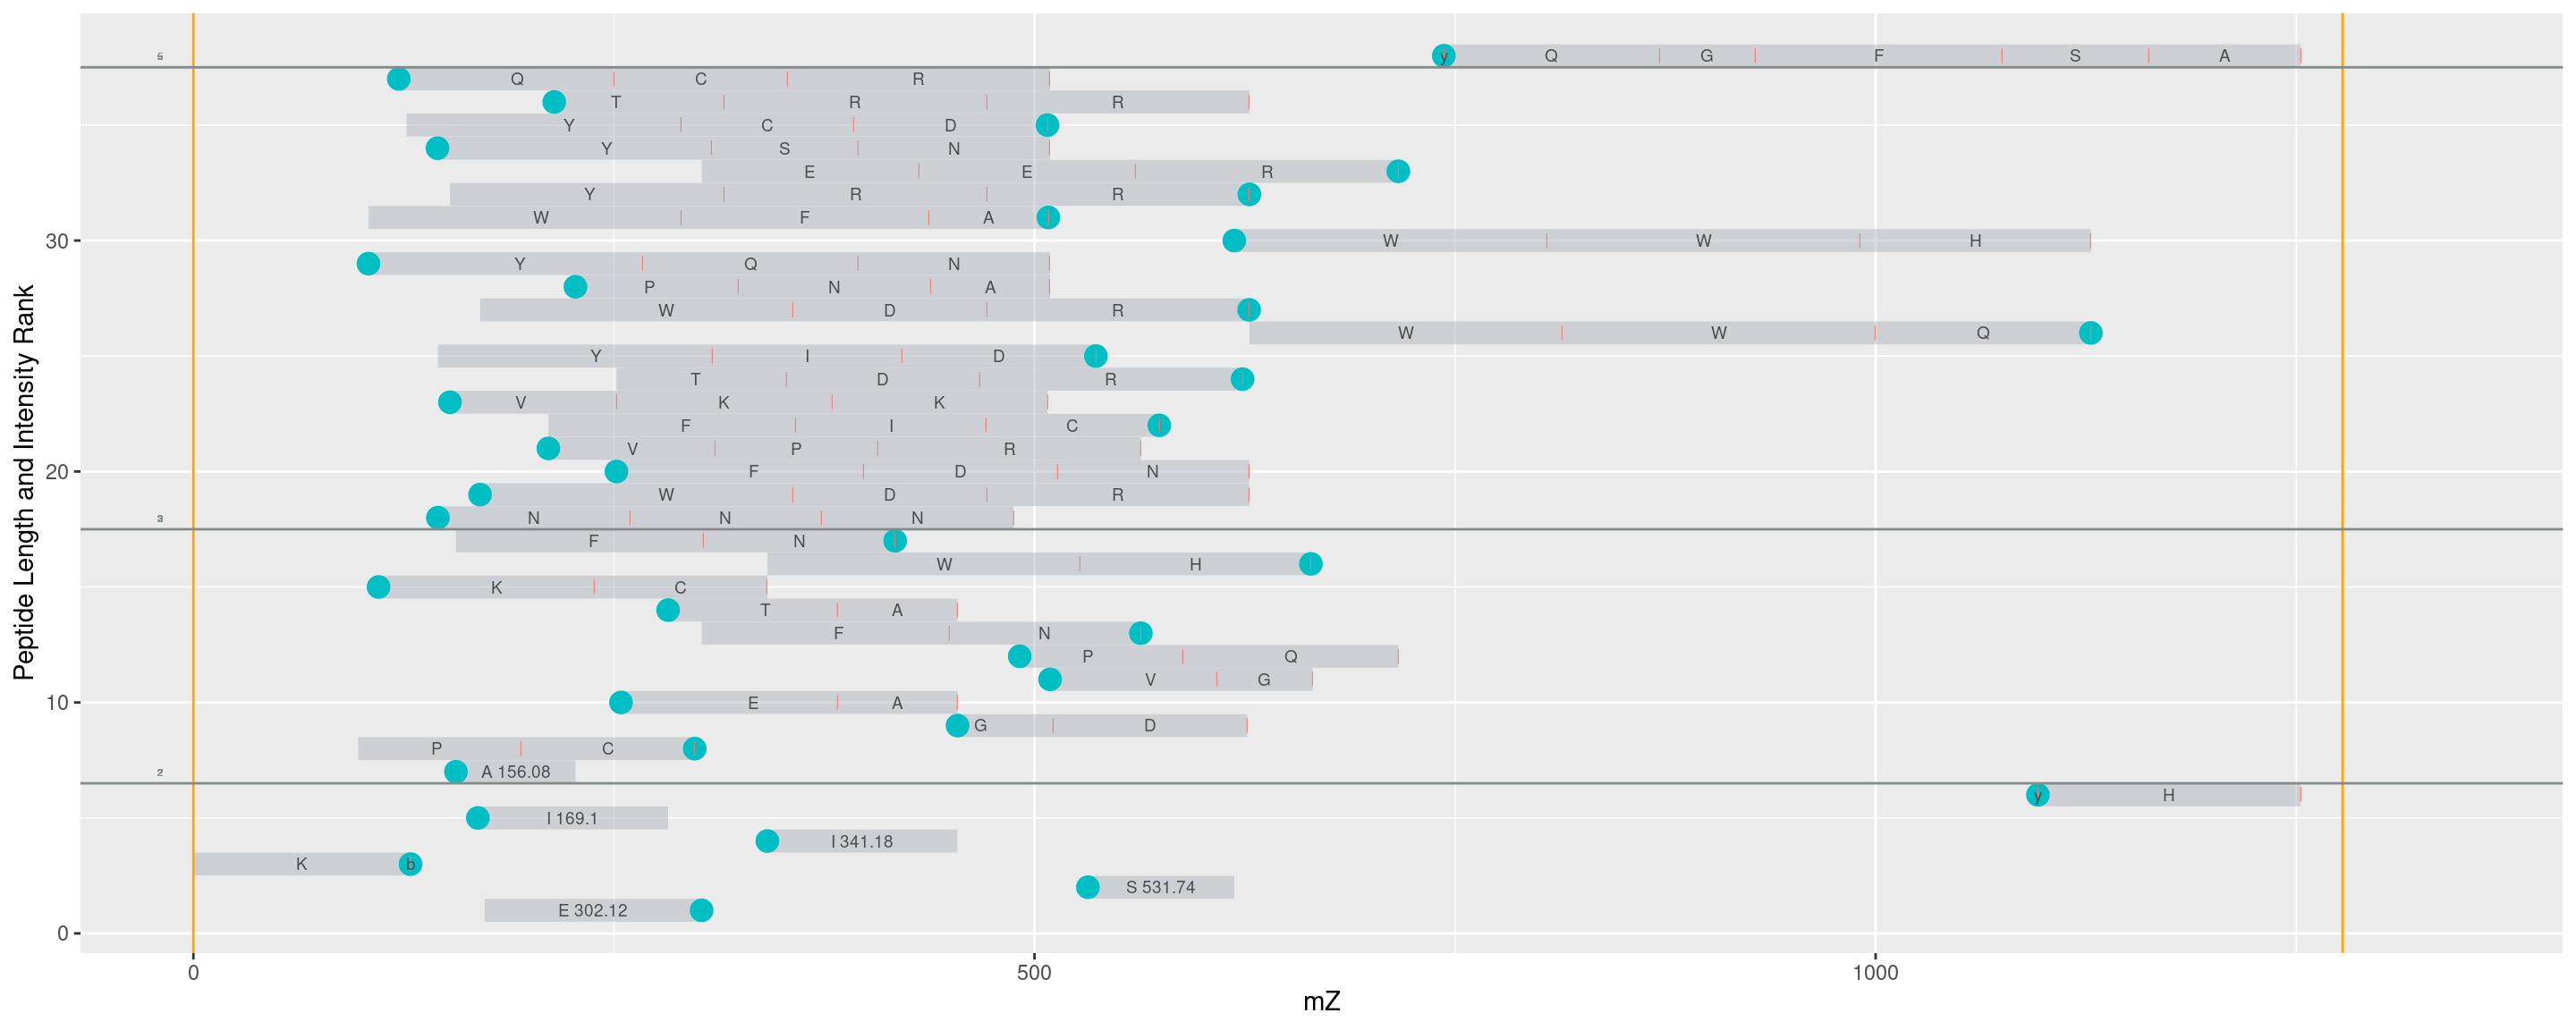 5
y Q G F S A
Q C R
T R R
Y C D
Y S N
E E R
Y R R
W F A
30 W W H
Y Q N
P N A
W D R
W W Q
Y I D
T D R
V K K
F I C
V P R
20 F D N
W D R
3 N N N
F N
W H
K C
T A
F N
P Q
V G
10 E A
G D
P C
2 A 156.08
y H
I 169.1
I 341.18
K b
S 531.74
E 302.12
0
0 500 1000
mZ
Peptide Length and Intensity Rank